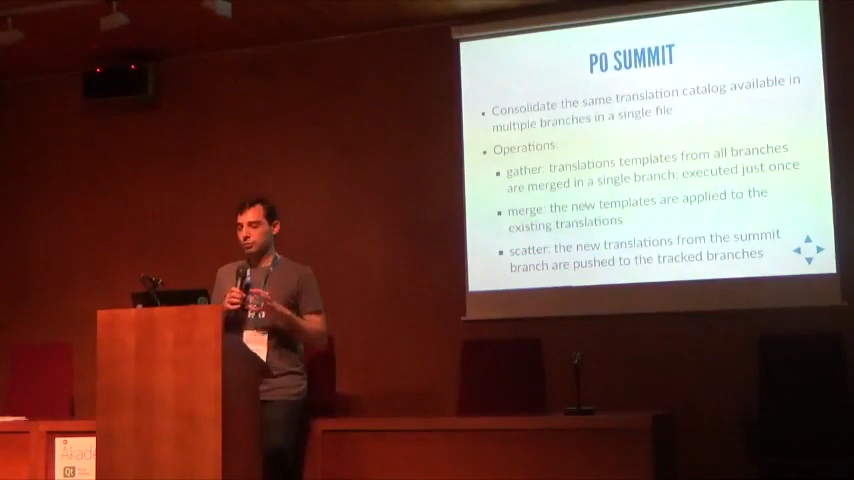 PO SUMMIT
Consolidate the same translation catalog available in
multiple branches in a single file
Operations:
gather: translations templates from all branches
are merged in a single branch; executed just once
merge: the new templates are applied to the
existing translations
scatter: the new translations from the summit
branch are pushed to the tracked branches
Akade
Qt